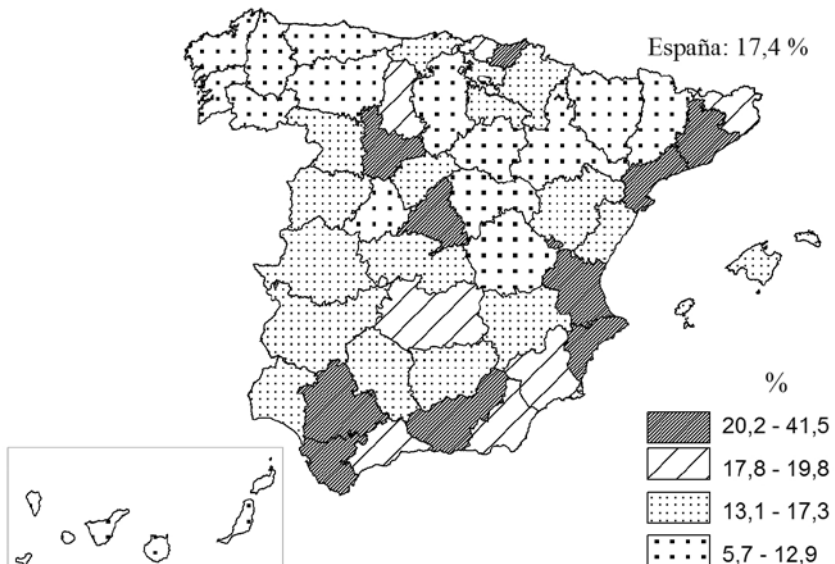 España: 17,4 %
%
20,2 - 41,5
17,8 - 19,8
13,1 - 17,3
5,7 - 12,9